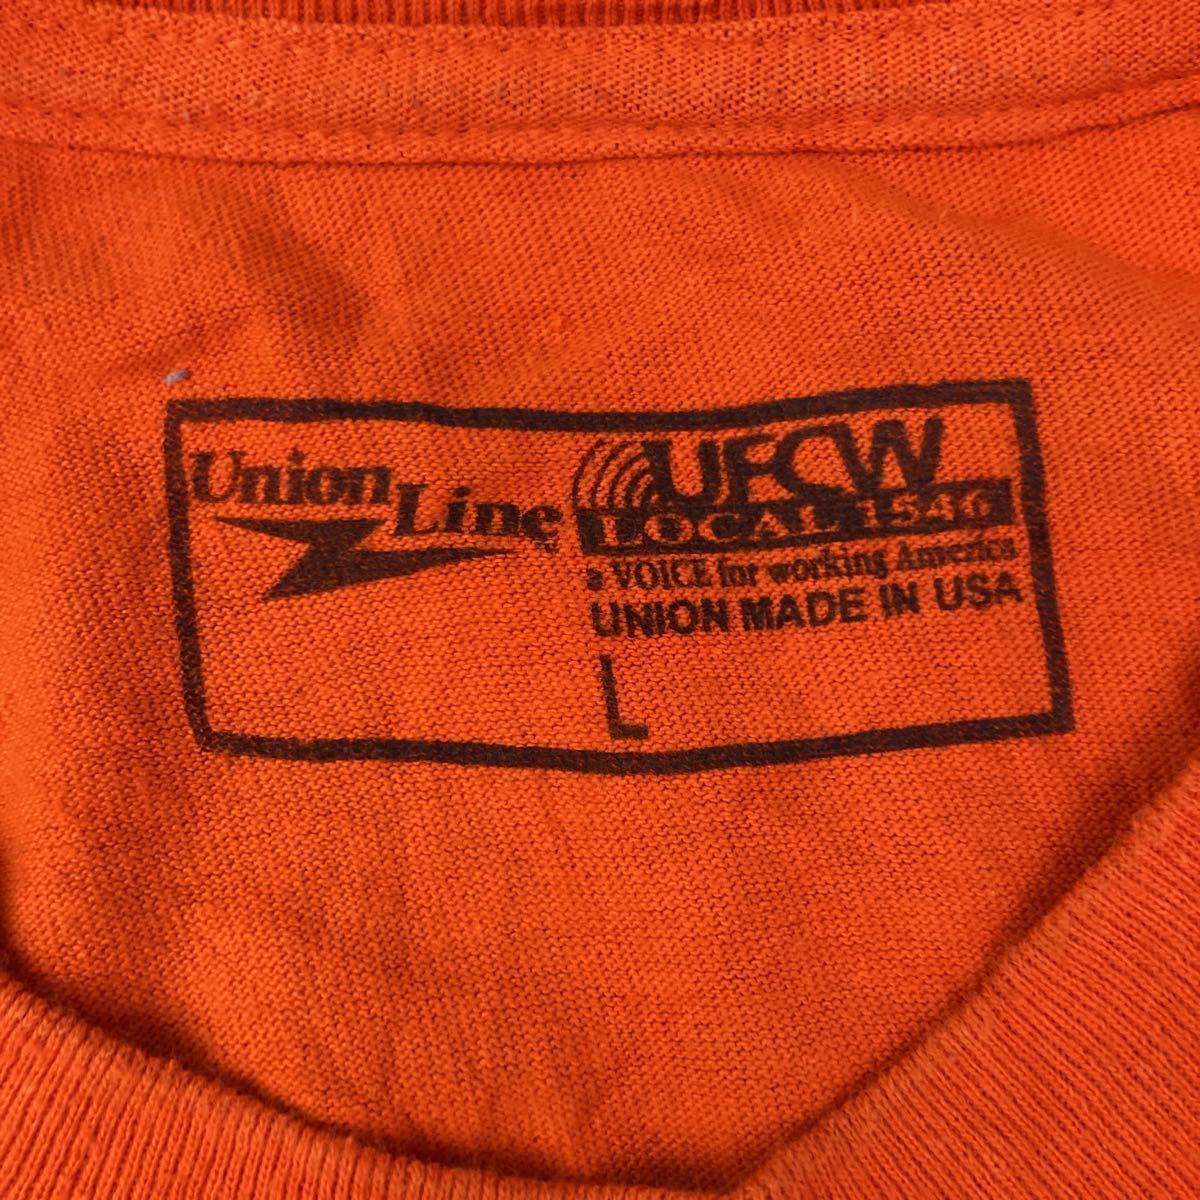 Union Line
UFCW
LOCAL 1546
a VOICE for working America
UNION MADE IN USA
L